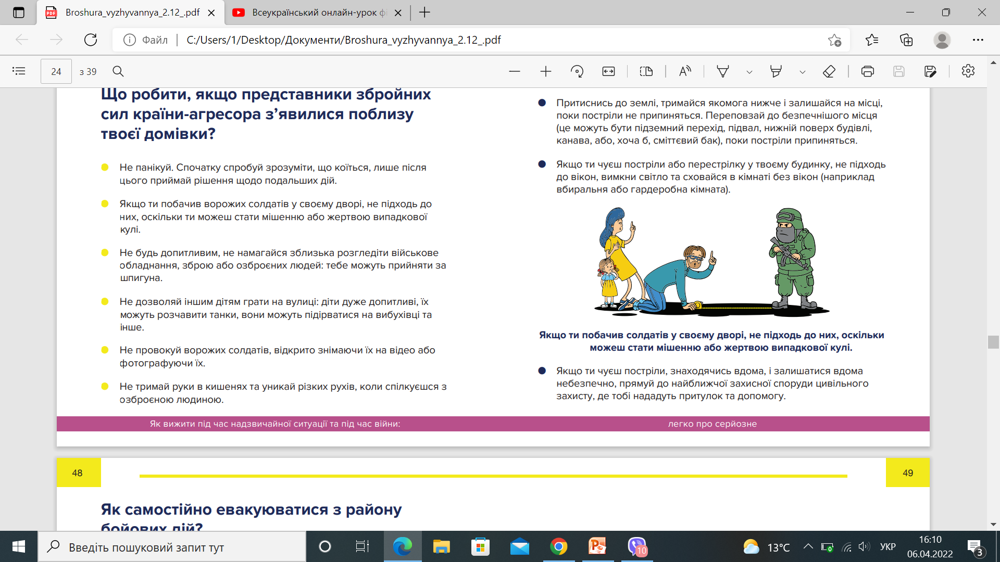 Broshura_vyzhyvannya_2.12_.pdf
Всеукраїнський онлайн-урок
Файл
C:/Users/1/Desktop/Документи/Broshura_vyzhyvannya_2.12_.pdf
24 з 39
Що робити, якщо представники збройних
сил країни-агресора з’явилися поблизу
твоєї домівки?
Не панікуй. Спочатку спробуй зрозуміти, що коїться, лише після
цього приймай рішення щодо подальших дій.
Якщо ти побачив ворожих солдатів у своєму дворі, не підходь до
них, оскільки ти можеш стати мішенню або жертвою випадкової
кулі.
Не будь допитливим, не намагайся зблизька розгледіти військове
обладнання, зброю або озброєних людей: тебе можуть прийняти за
шпигуна.
Не дозволяй іншим дітям грати на вулиці: діти дуже допитливі, їх
можуть розчавити танки, вони можуть підірватися на вибухівці та
інше.
Не провокуй ворожих солдатів, відкрито знімаючи їх на відео або
фотографуючи їх.
Не тримай руки в кишенях та уникай різких рухів, коли спілкуєшся з
озброєною людиною.
Притиснись до землі, тримайся якомога нижче і залишайся на місці,
поки постріли не припиняться. Переповзай до безпечнішого місця
(це можуть бути підземний перехід, підвал, нижній поверх будівлі,
канава, або, хоча б, сміттєвий бак), поки постріли припиняться.
Якщо ти чуєш постріли або перестрілку у твоєму будинку, не підходь
до вікон, вимкни світло та сховайся в кімнаті без вікон (наприклад
вбиральня або гардеробна кімната).
Якщо ти побачив солдатів у своєму дворі, не підходь до них, оскільки
можеш стати мішенню або жертвою випадкової кулі.
Якщо ти чуєш постріли, знаходячись вдома, і залишатися вдома
небезпечно, прямуй до найближчої захисної споруди цивільного
захисту, де тобі нададуть притулок та допомогу.
Як вижити під час надзвичайної ситуації та під час війни:
легко про серйозне
48
49
Як самостійно евакуюватися з району
бойових дій?
Введіть пошуковий запит тут
10
13°C
УКР
16:10
06.04.2022
3